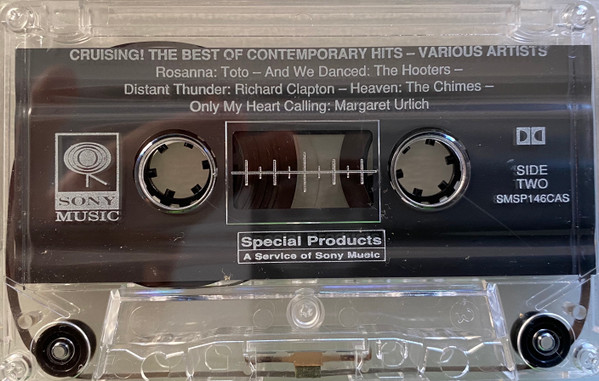 CRUISING! THE BEST OF CONTEMPORARY HITS – VARIOUS ARTISTS
Rosanna: Toto – And We Danced: The Hooters –
Distant Thunder: Richard Clapton – Heaven: The Chimes –
Only My Heart Calling: Margaret Urlich
SONY
MUSIC
SIDE
TWO
SMSP146CAS
Special Products
A Service of Sony Music